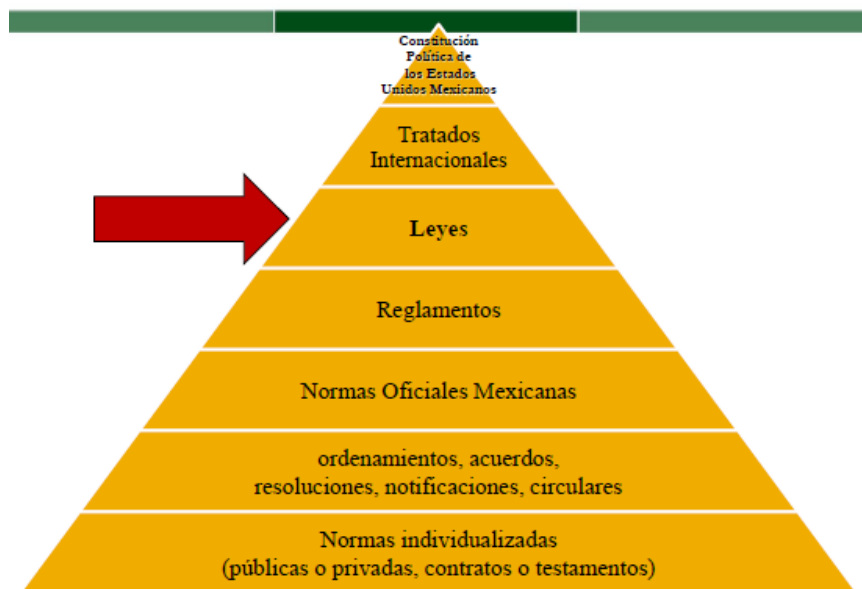 Constitución
Política de
los Estados
Unidos Mexicanos
Tratados
Internacionales
Leyes
Reglamentos
Normas Oficiales Mexicanas
ordenamientos, acuerdos,
resoluciones, notificaciones, circulares
Normas individualizadas
(públicas o privadas, contratos o testamentos)